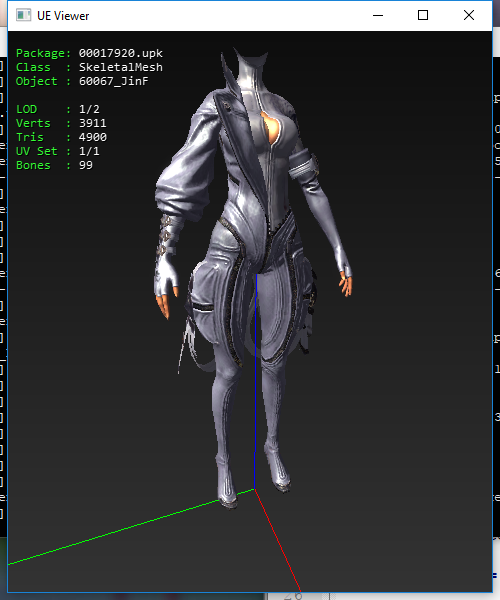 UE Viewer
Package: 00017920.upk
Class : SkeletalMesh
Object : 60067_JinF
LOD : 1/2
Verts : 3911
Tris : 4900
UV Set : 1/1
Bones : 99